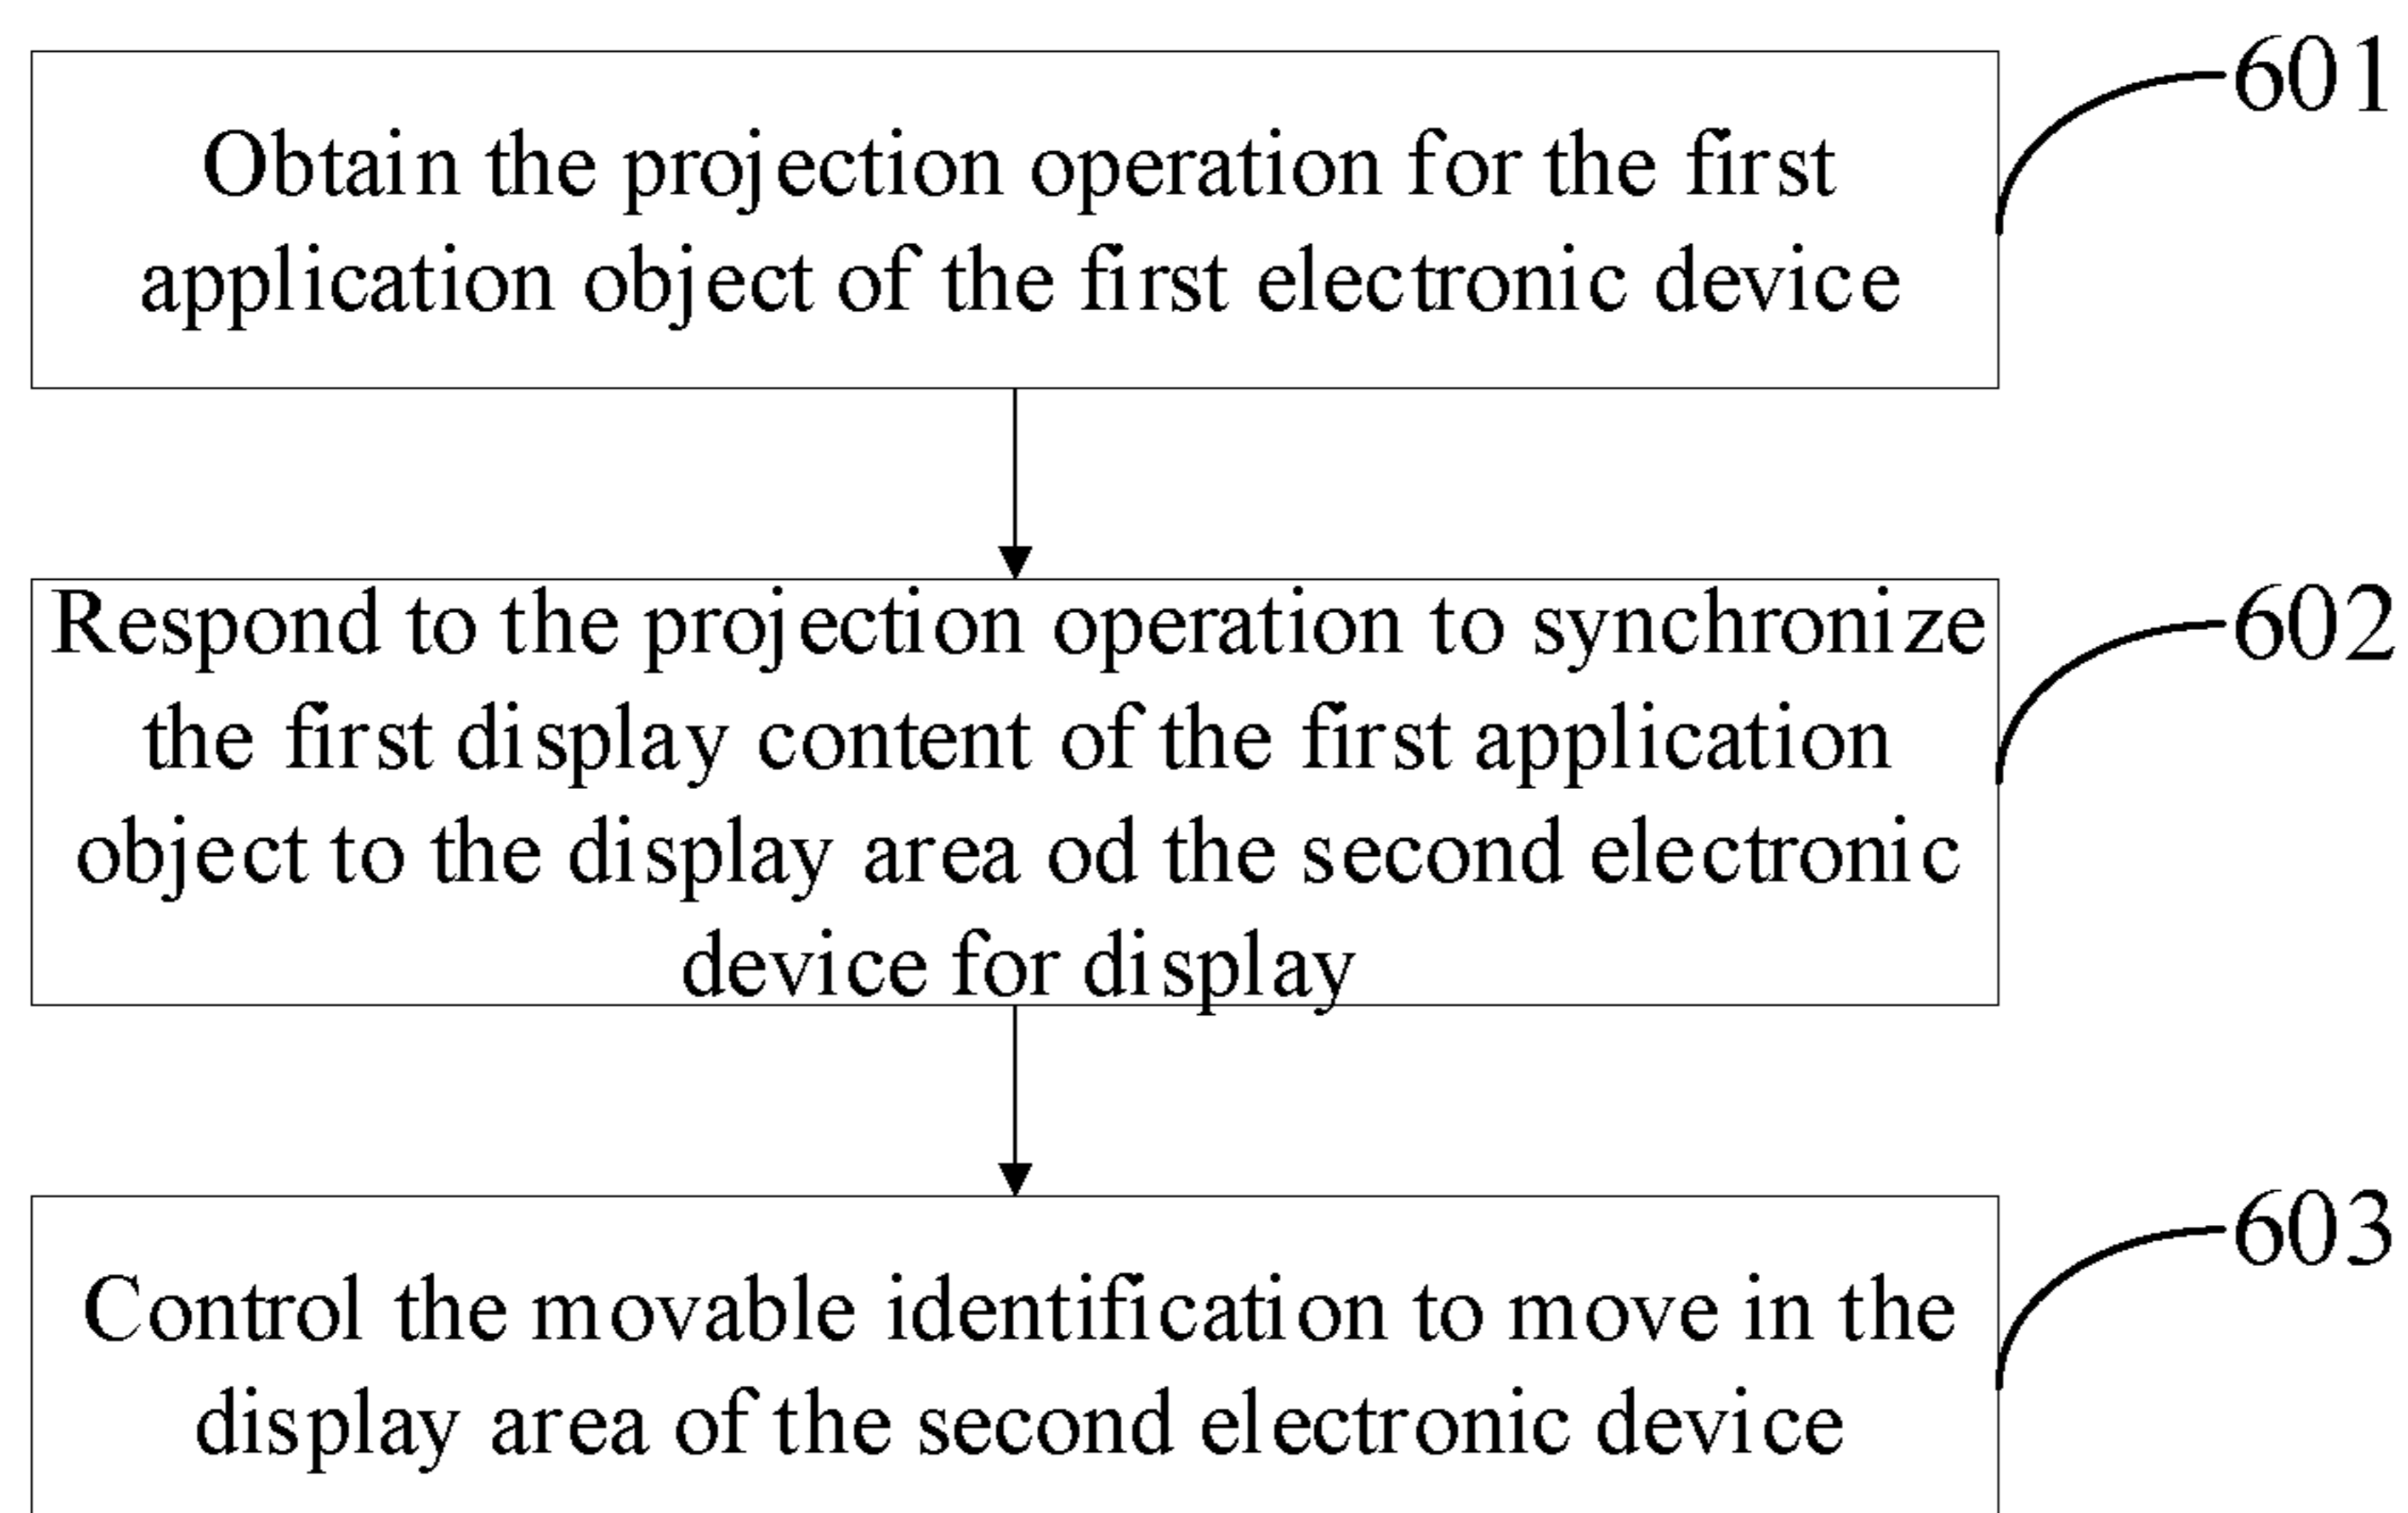 601
Obtain the projection operation for the first
application object of the first electronic device
602
Respond to the projection operation to synchronize
the first display content of the first application
object to the display area od the second electronic
device for display
603
Control the movable identification to move in the
display area of the second electronic device